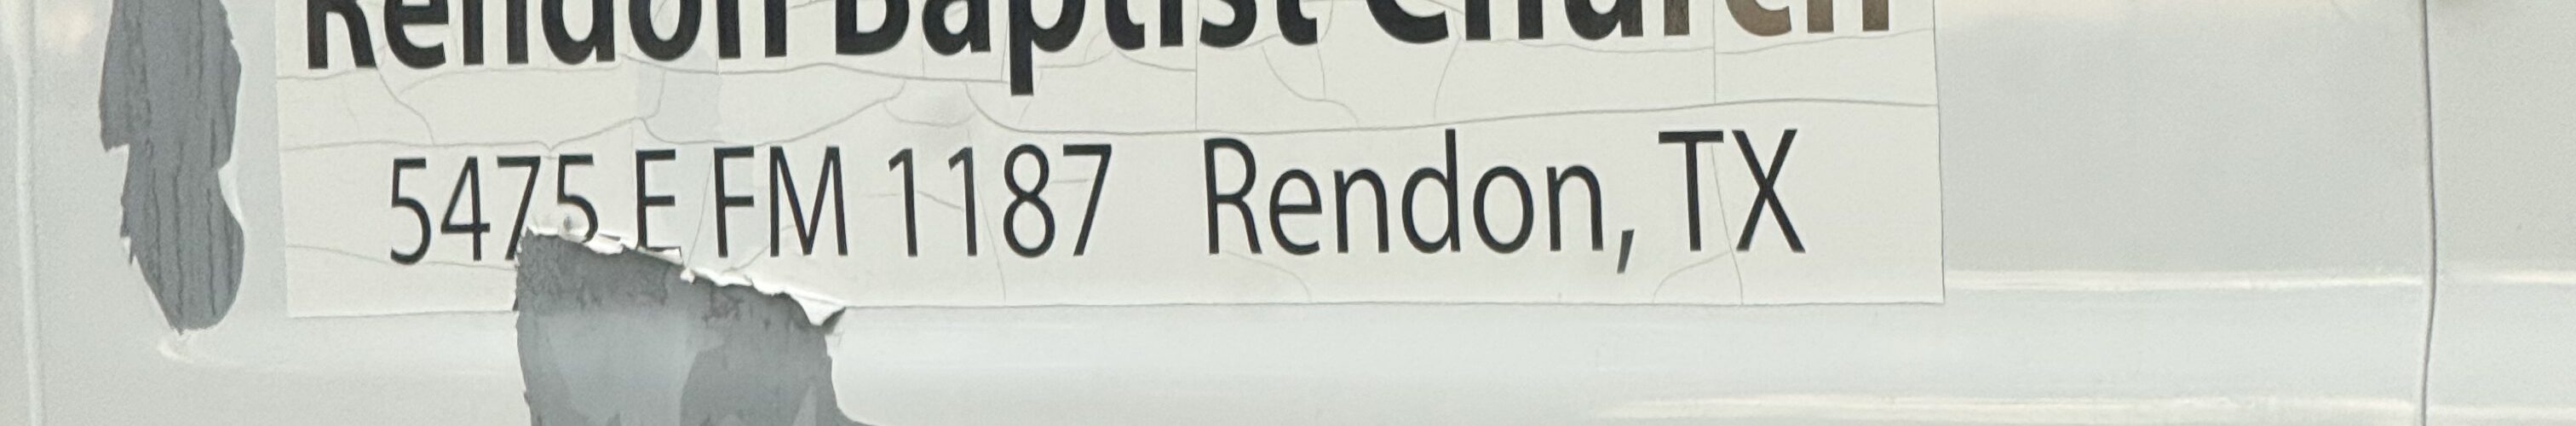 Rendon Baptist Church
5475 E FM 1187 Rendon, TX